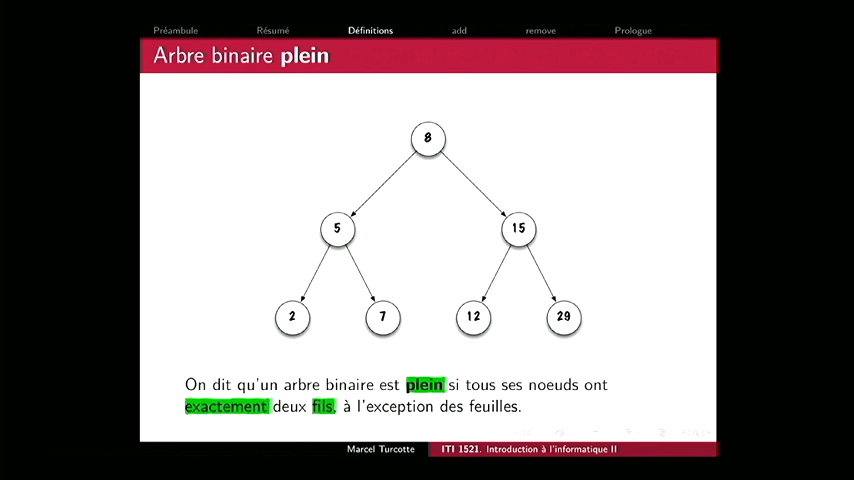 Préambule Résumé Définitions add remove Prologue
Arbre binaire plein
8
5 15
2 7 12 29
On dit qu'un arbre binaire est plein si tous ses noeuds ont
exactement deux fils, à l'exception des feuilles.
Marcel Turcotte ITI 1521. Introduction à l'informatique II